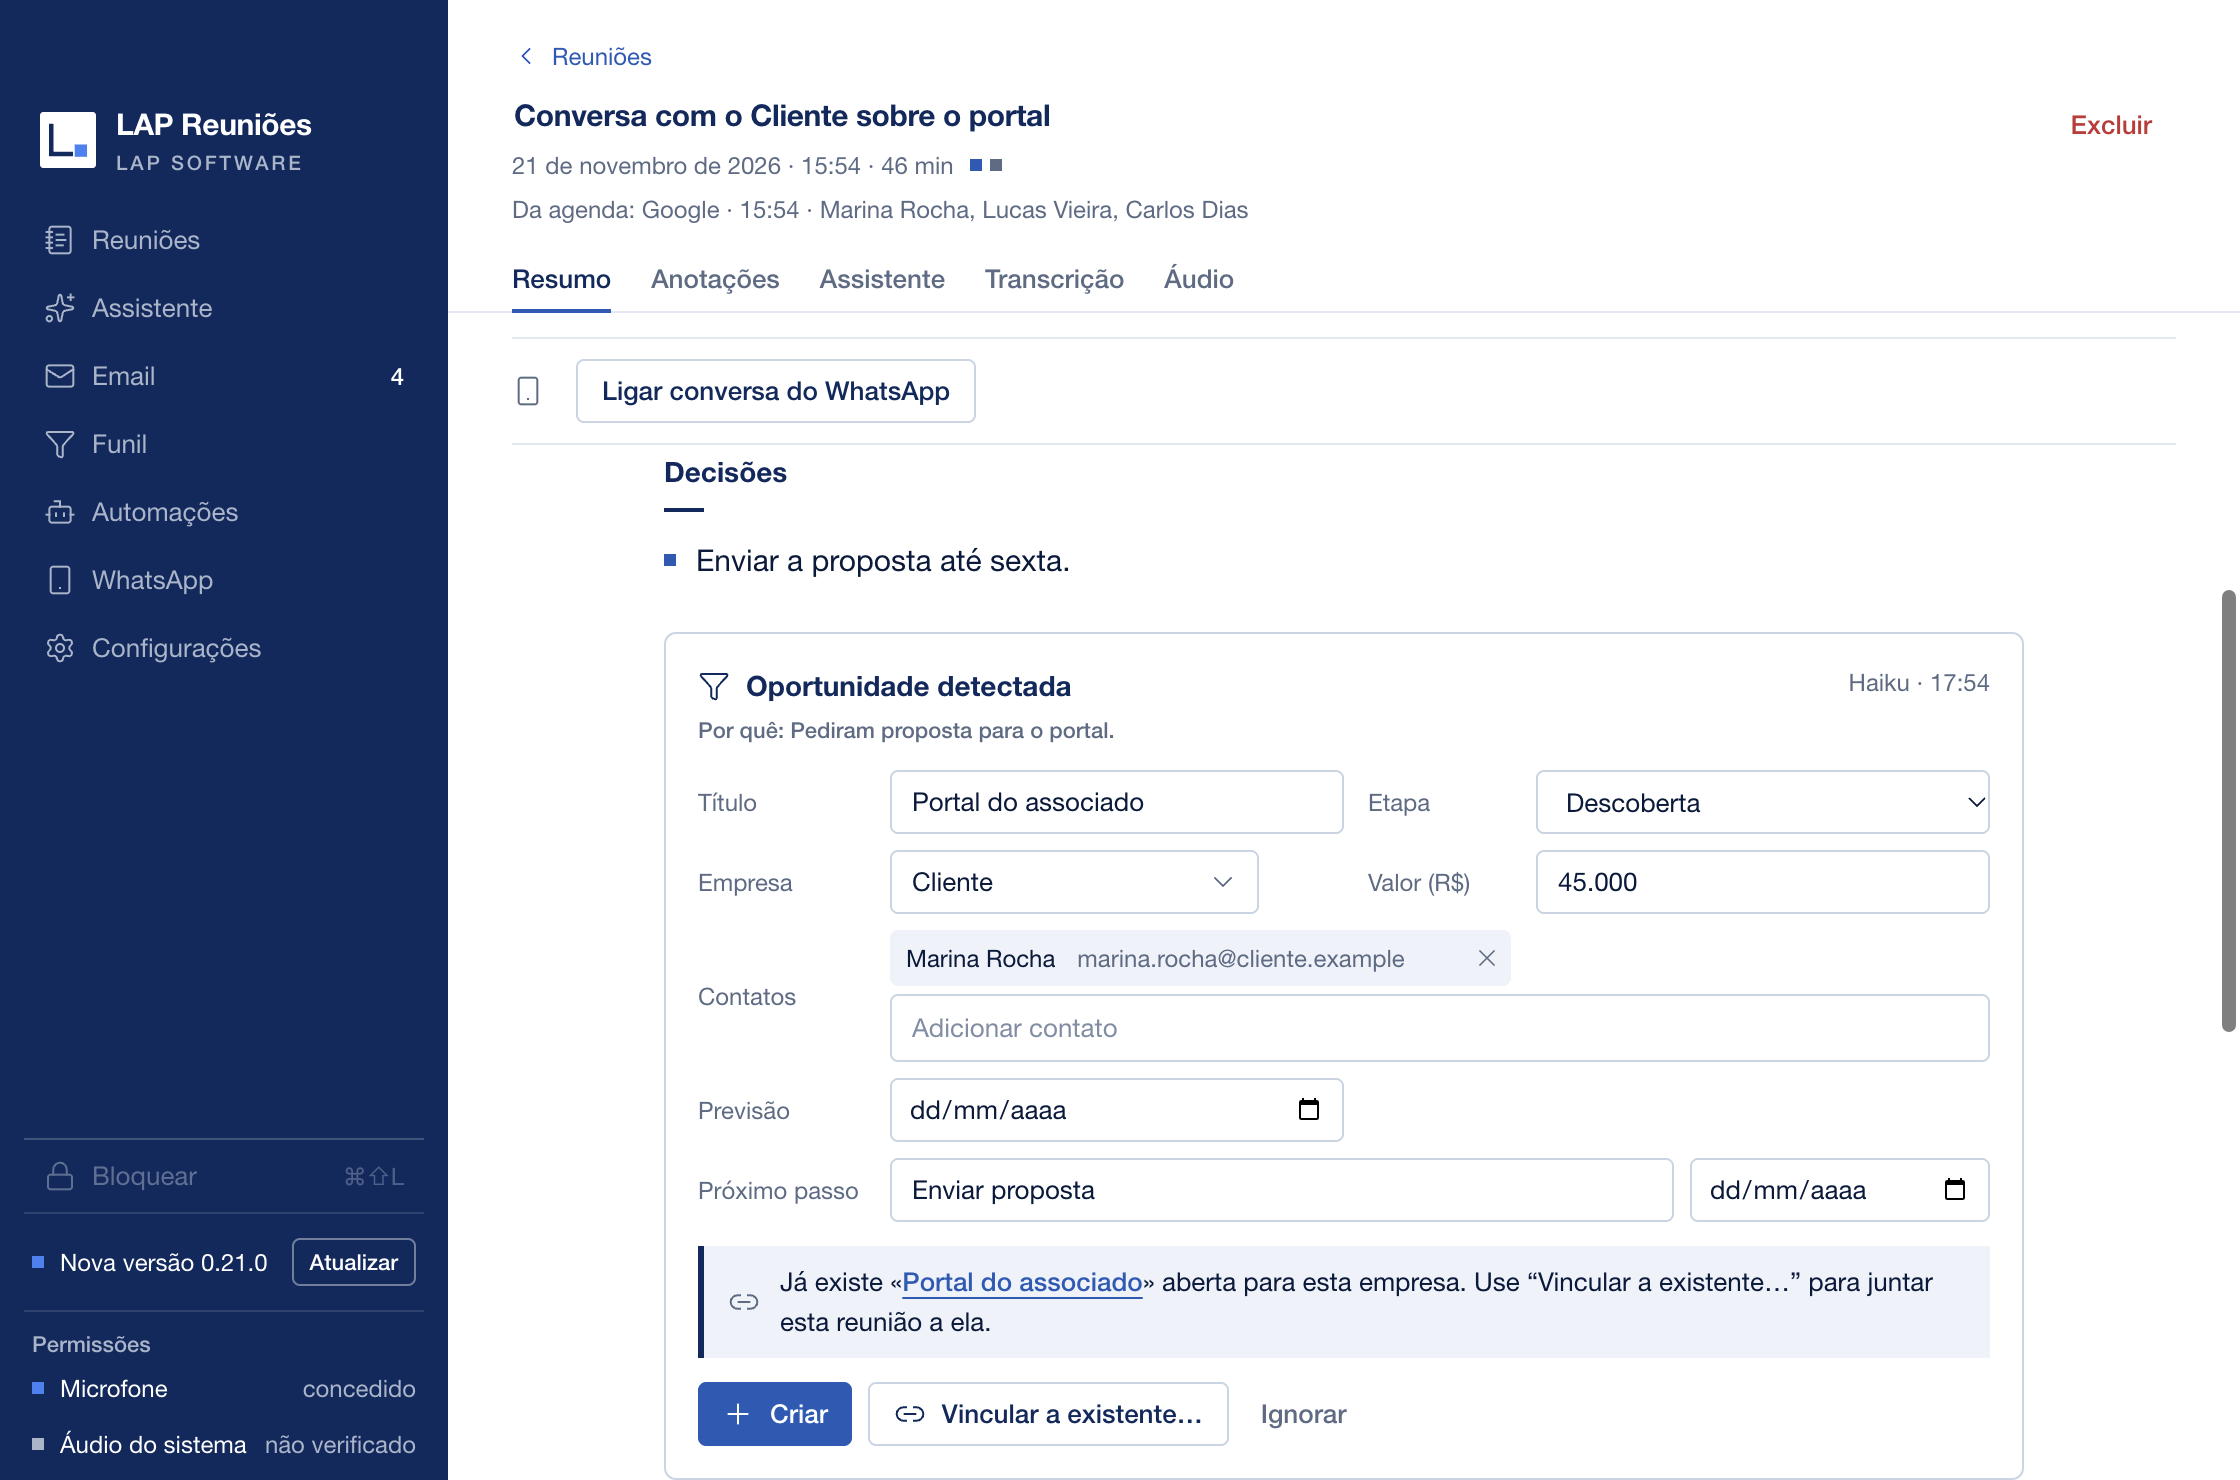 LAP Reuniões
LAP SOFTWARE
Reuniões
Assistente
Email 4
Funil
Automações
WhatsApp
Configurações
Bloquear ⌘⇧L
Nova versão 0.21.0 Atualizar
Permissões
Microfone concedido
Áudio do sistema não verificado
Reuniões
Conversa com o Cliente sobre o portal
Excluir
21 de novembro de 2026 · 15:54 · 46 min
Da agenda: Google · 15:54 · Marina Rocha, Lucas Vieira, Carlos Dias
Resumo Anotações Assistente Transcrição Áudio
Ligar conversa do WhatsApp
Decisões
Enviar a proposta até sexta.
Oportunidade detectada Haiku · 17:54
Por quê: Pediram proposta para o portal.
Título Portal do associado Etapa Descoberta
Empresa Cliente Valor (R$) 45.000
Marina Rocha marina.rocha@cliente.example
Contatos
Adicionar contato
Previsão dd/mm/aaaa
Próximo passo Enviar proposta dd/mm/aaaa
Já existe «Portal do associado» aberta para esta empresa. Use “Vincular a existente…” para juntar
esta reunião a ela.
Criar Vincular a existente… Ignorar